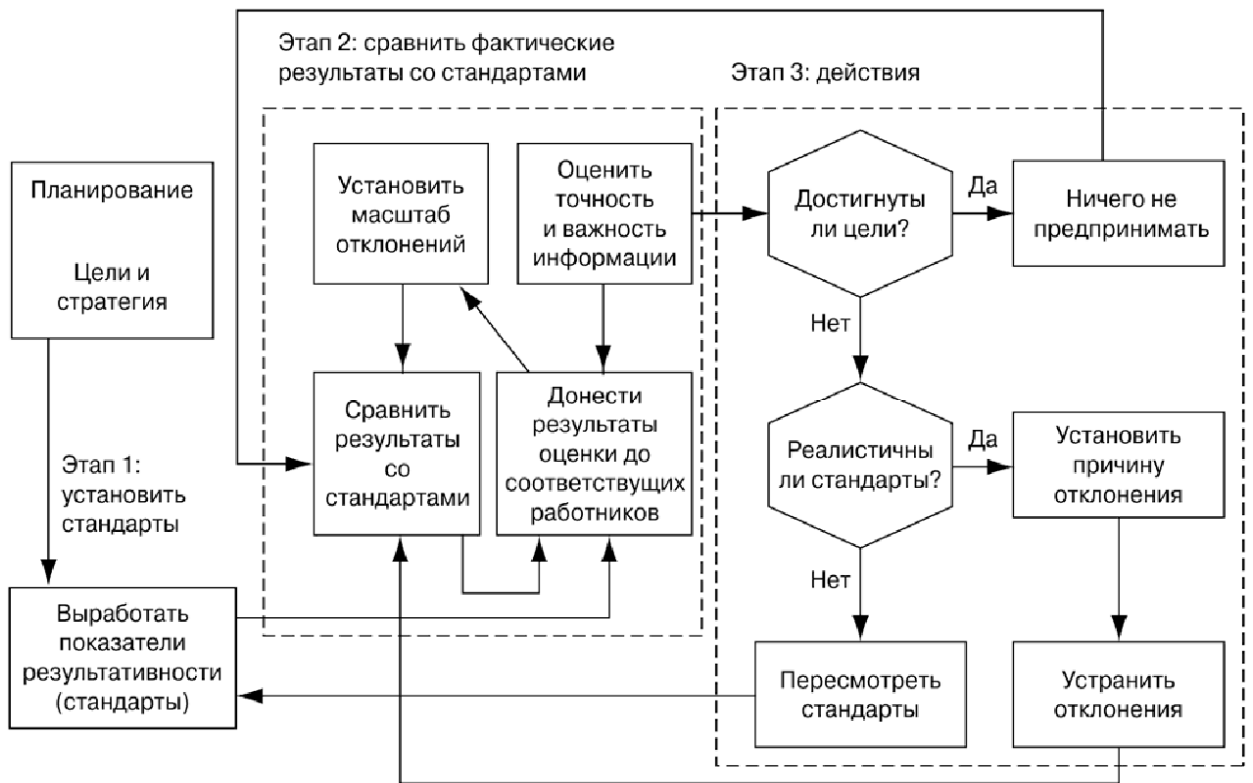 Этап 2: сравнить фактические
результаты со стандартами
Этап 3: действия
Планирование
Цели и
стратегия
Установить
масштаб
отклонений
Оценить
точность
и важность
информации
Достигнуты
ли цели?
Да
Ничего не
предпринимать
Нет
Этап 1:
установить
стандарты
Сравнить
результаты
со
стандартами
Донести
результаты
оценки до
соответствущих
работников
Реалистичны
ли стандарты?
Да
Установить
причину
отклонения
Нет
Выработать
показатели
результативности
(стандарты)
Пересмотреть
стандарты
Устранить
отклонения